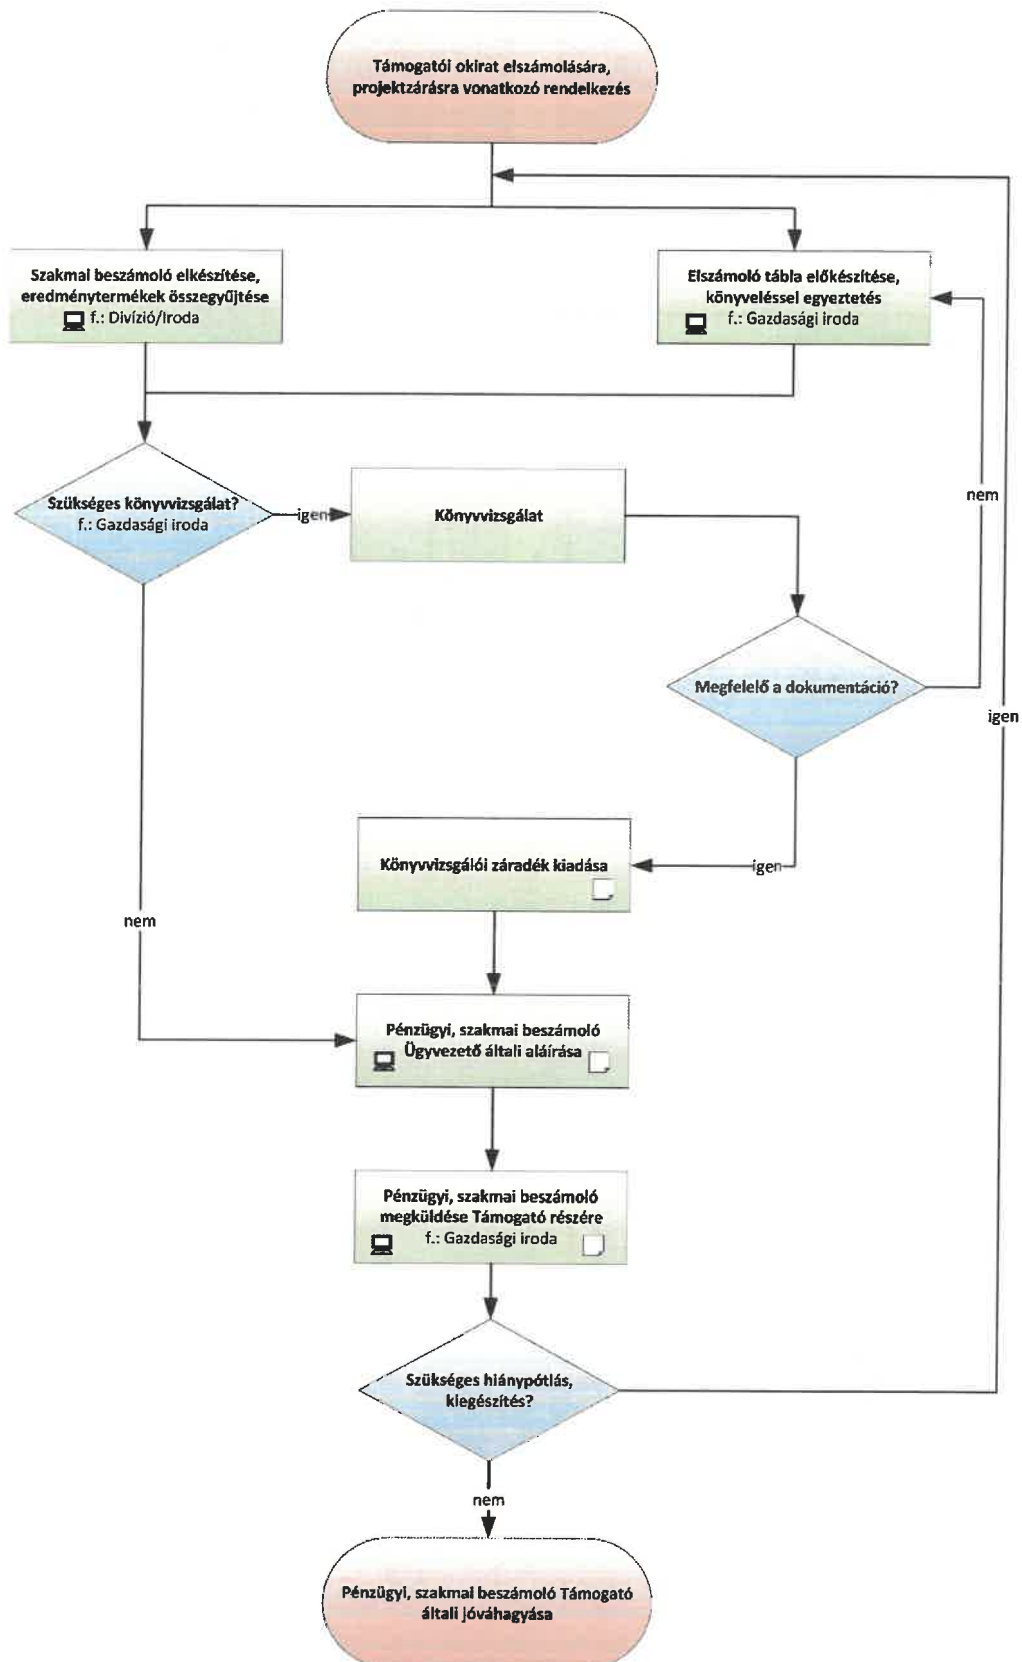 Támogatói okirat elszámolására,
projektzárásra vonatkozó rendelkezés
Szakmai beszámoló elkészítése,
eredménytermékek összegyűjtése
f.: Divízió/Iroda
Elszámoló tábla előkészítése,
könyveléssel egyeztetés
f.: Gazdasági iroda
Szükséges könyvvizsgálat?
f.: Gazdasági iroda
igen
Könyvvizsgálat
nem
Megfelelő a dokumentáció?
igen
Könyvvizsgálói záradék kiadása
igen
nem
Pénzügyi, szakmai beszámoló
Ügyvezető általi aláírása
Pénzügyi, szakmai beszámoló
megküldése Támogató részére
f.: Gazdasági iroda
Szükséges hiánypótlás,
kiegészítés?
nem
Pénzügyi, szakmai beszámoló Támogató
általi jóváhagyása